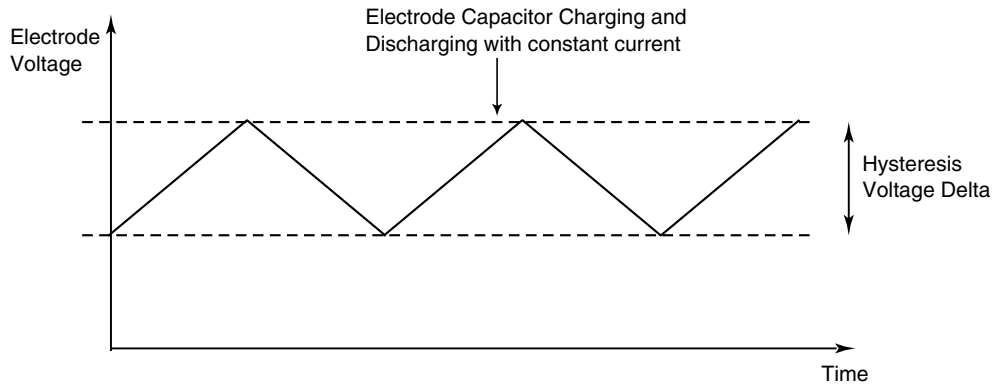 Electrode Capacitor Charging and
Discharging with constant current
Electrode
Voltage
Hysteresis
Voltage Delta
Time